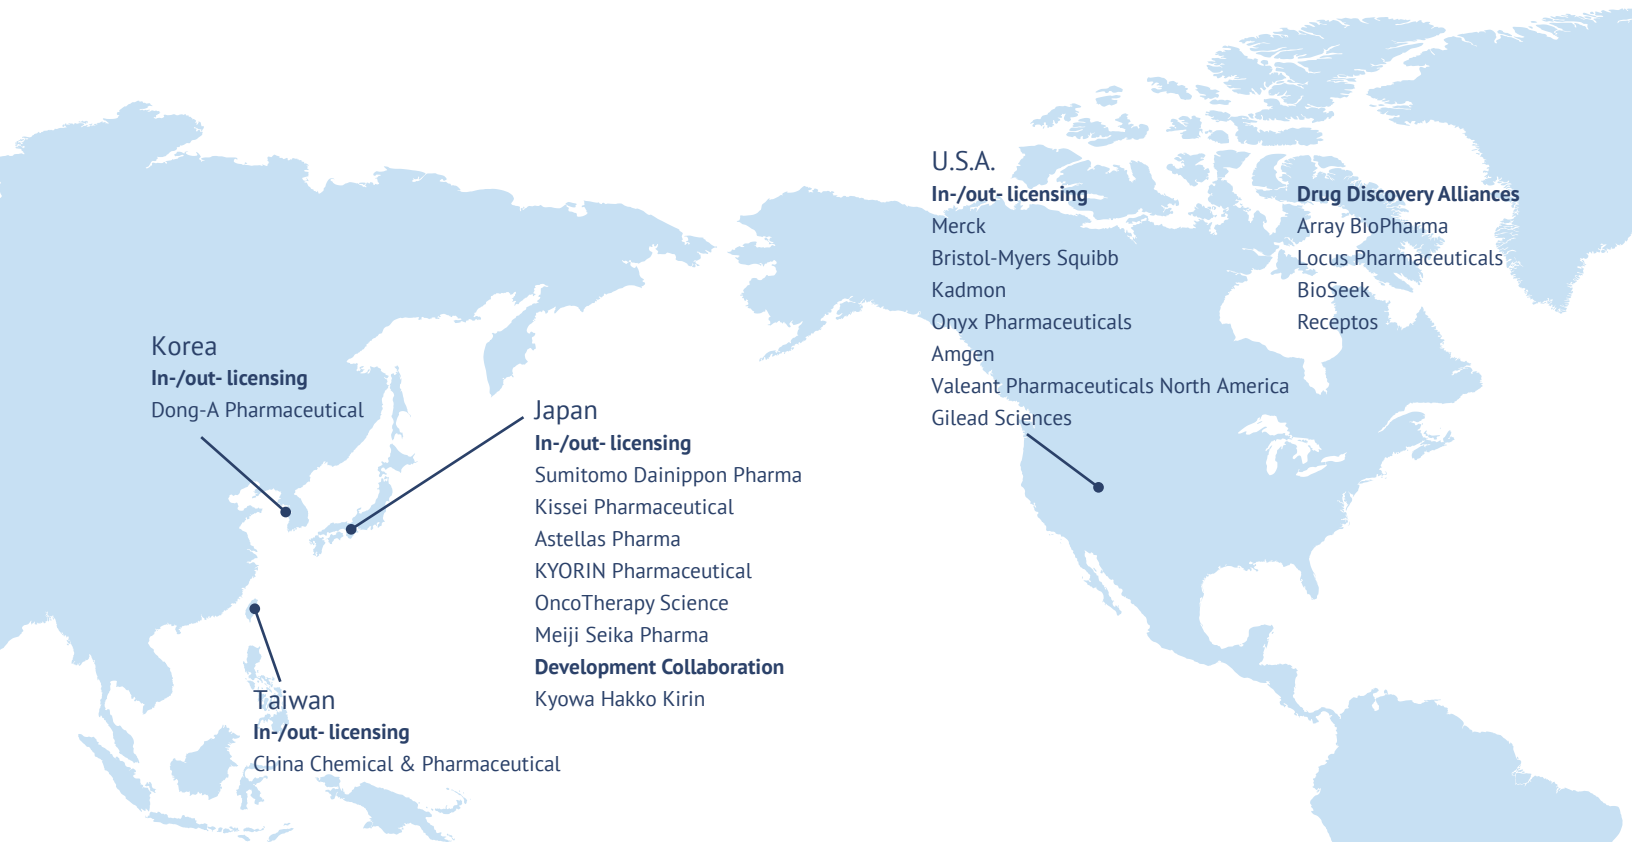 Korea
In-/out- licensing
Dong-A Pharmaceutical
Japan
In-/out- licensing
Sumitomo Dainippon Pharma
Kissei Pharmaceutical
Astellas Pharma
KYORIN Pharmaceutical
OncoTherapy Science
Meiji Seika Pharma
Development Collaboration
Kyowa Hakko Kirin
Taiwan
In-/out- licensing
China Chemical & Pharmaceutical
U.S.A.
In-/out- licensing
Merck
Bristol-Myers Squibb
Kadmon
Onyx Pharmaceuticals
Amgen
Valeant Pharmaceuticals North America
Gilead Sciences
Drug Discovery Alliances
Array BioPharma
Locus Pharmaceuticals
BioSeek
Receptos